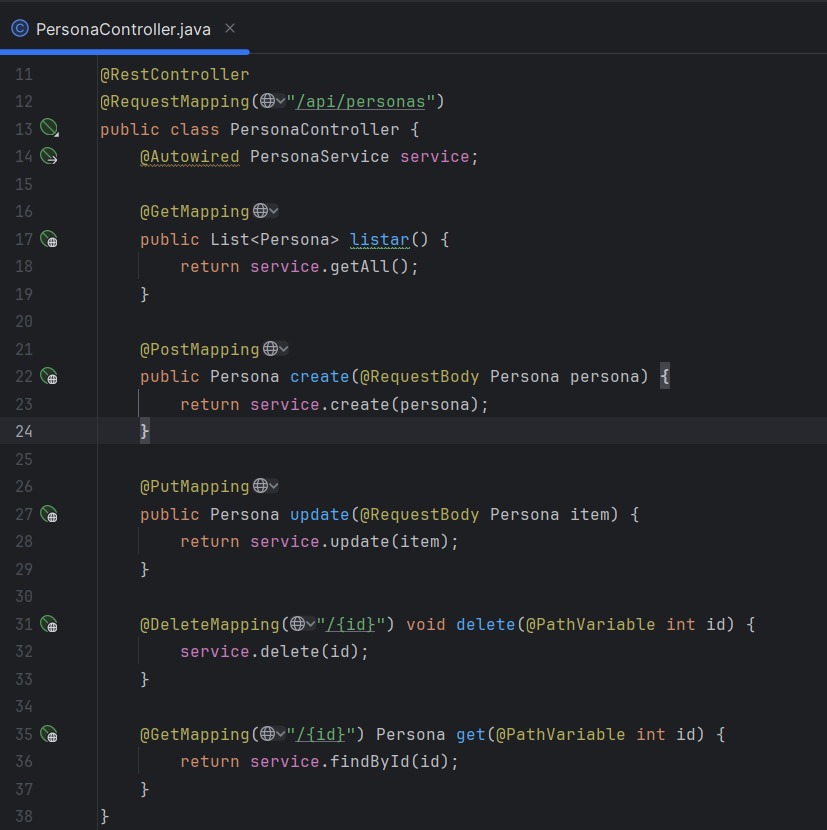 PersonaController.java
11 @RestController
12 @RequestMapping("/api/personas")
13 public class PersonaController {
14     @Autowired PersonaService service;
15
16     @GetMapping
17     public List<Persona> listar() {
18         return service.getAll();
19     }
20
21     @PostMapping
22     public Persona create(@RequestBody Persona persona) {
23         return service.create(persona);
24     }
25
26     @PutMapping
27     public Persona update(@RequestBody Persona item) {
28         return service.update(item);
29     }
30
31     @DeleteMapping("/{id}") void delete(@PathVariable int id) {
32         service.delete(id);
33     }
34
35     @GetMapping("/{id}") Persona get(@PathVariable int id) {
36         return service.findById(id);
37     }
38 }